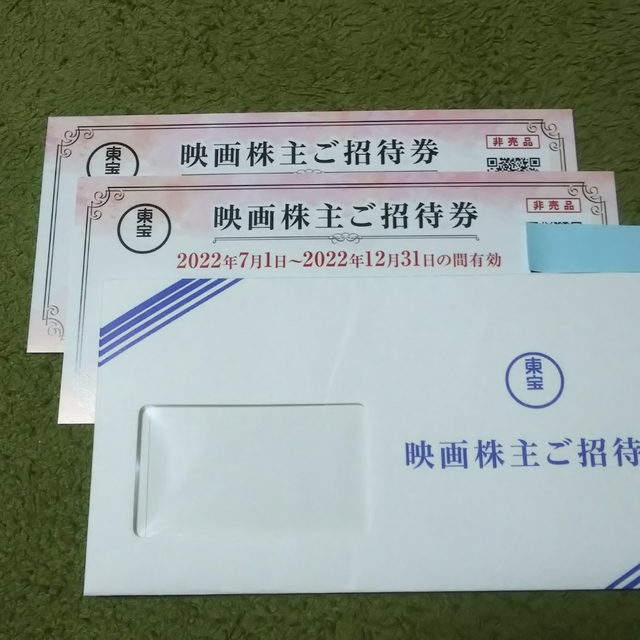 東宝
映画株主ご招待券
非売品
東宝
映画株主ご招待券
非売品
2022年7月1日～2022年12月31日の間有効
東宝
映画株主ご招待